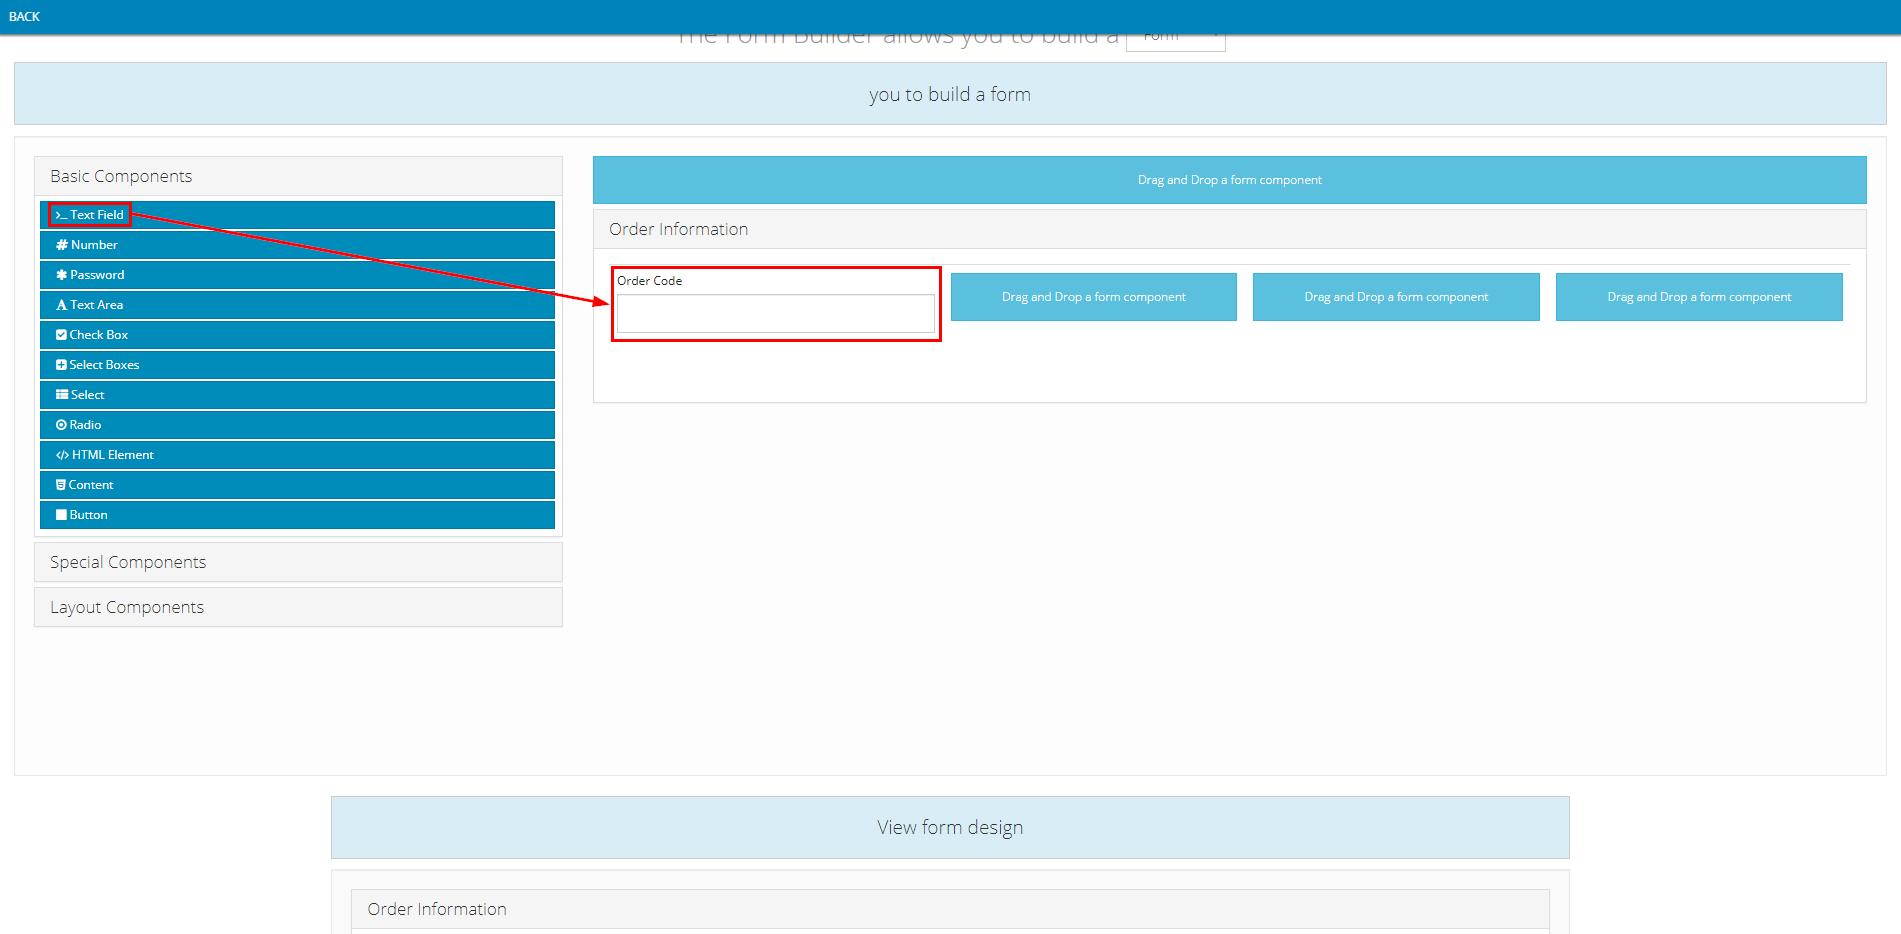 BACK
The Form Builder allows you to build a Form
you to build a form
Basic Components
Text Field
Number
Password
Text Area
Check Box
Select Boxes
Select
Radio
HTML Element
Content
Button
Special Components
Layout Components
Drag and Drop a form component
Order Information
Order Code
Drag and Drop a form component
Drag and Drop a form component
Drag and Drop a form component
View form design
Order Information